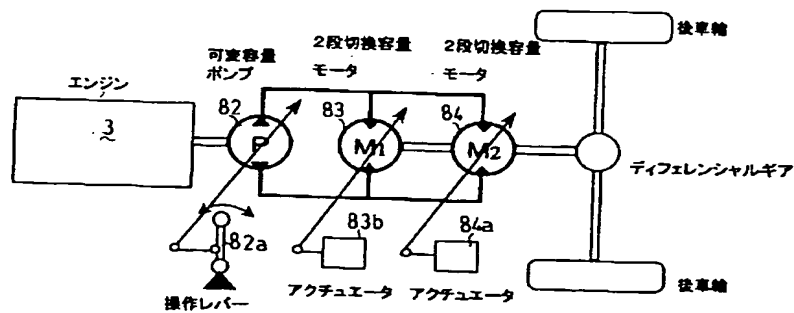 後車輪
2段切換容量
モータ
2段切換容量
モータ
可変容量
ポンプ
エンジン
3
82
P
83
M1
84
M2
ディフェレンシャルギア
82a
83b
84a
操作レバー
アクチュエータ
アクチュエータ
後車輪